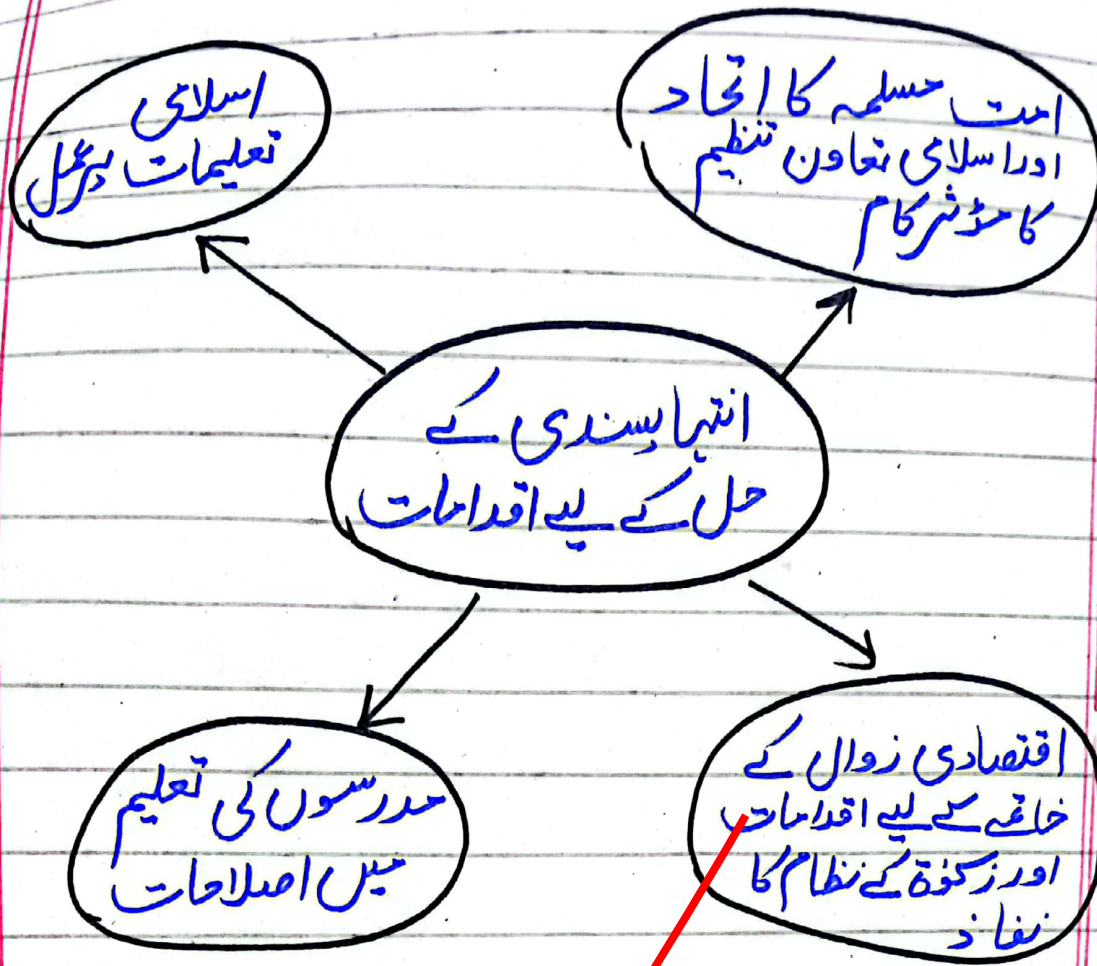 امت مسلمہ کا اتحاد
اور اسلامی تعاون تنظیم
کا مؤثر کام
اسلامی
تعلیمات پر عمل
انتہا پسندی کے
حل کے لیے اقدامات
اقتصادی زوال کے
خاتمے کے لیے اقدامات
اور زکوٰۃ کے نظام کا
نفاذ
مدرسوں کی تعلیم
میں اصلاحات